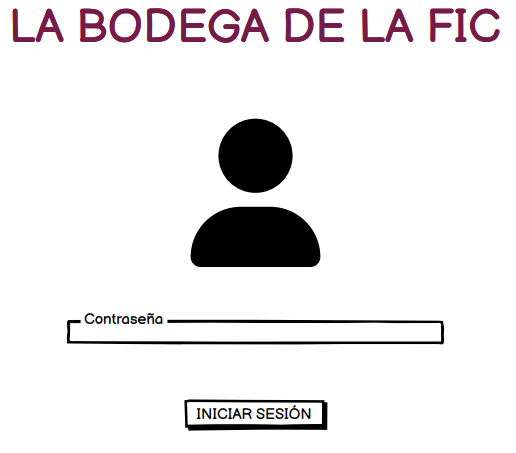 LA BODEGA DE LA FIC
Contraseña
INICIAR SESIÓN